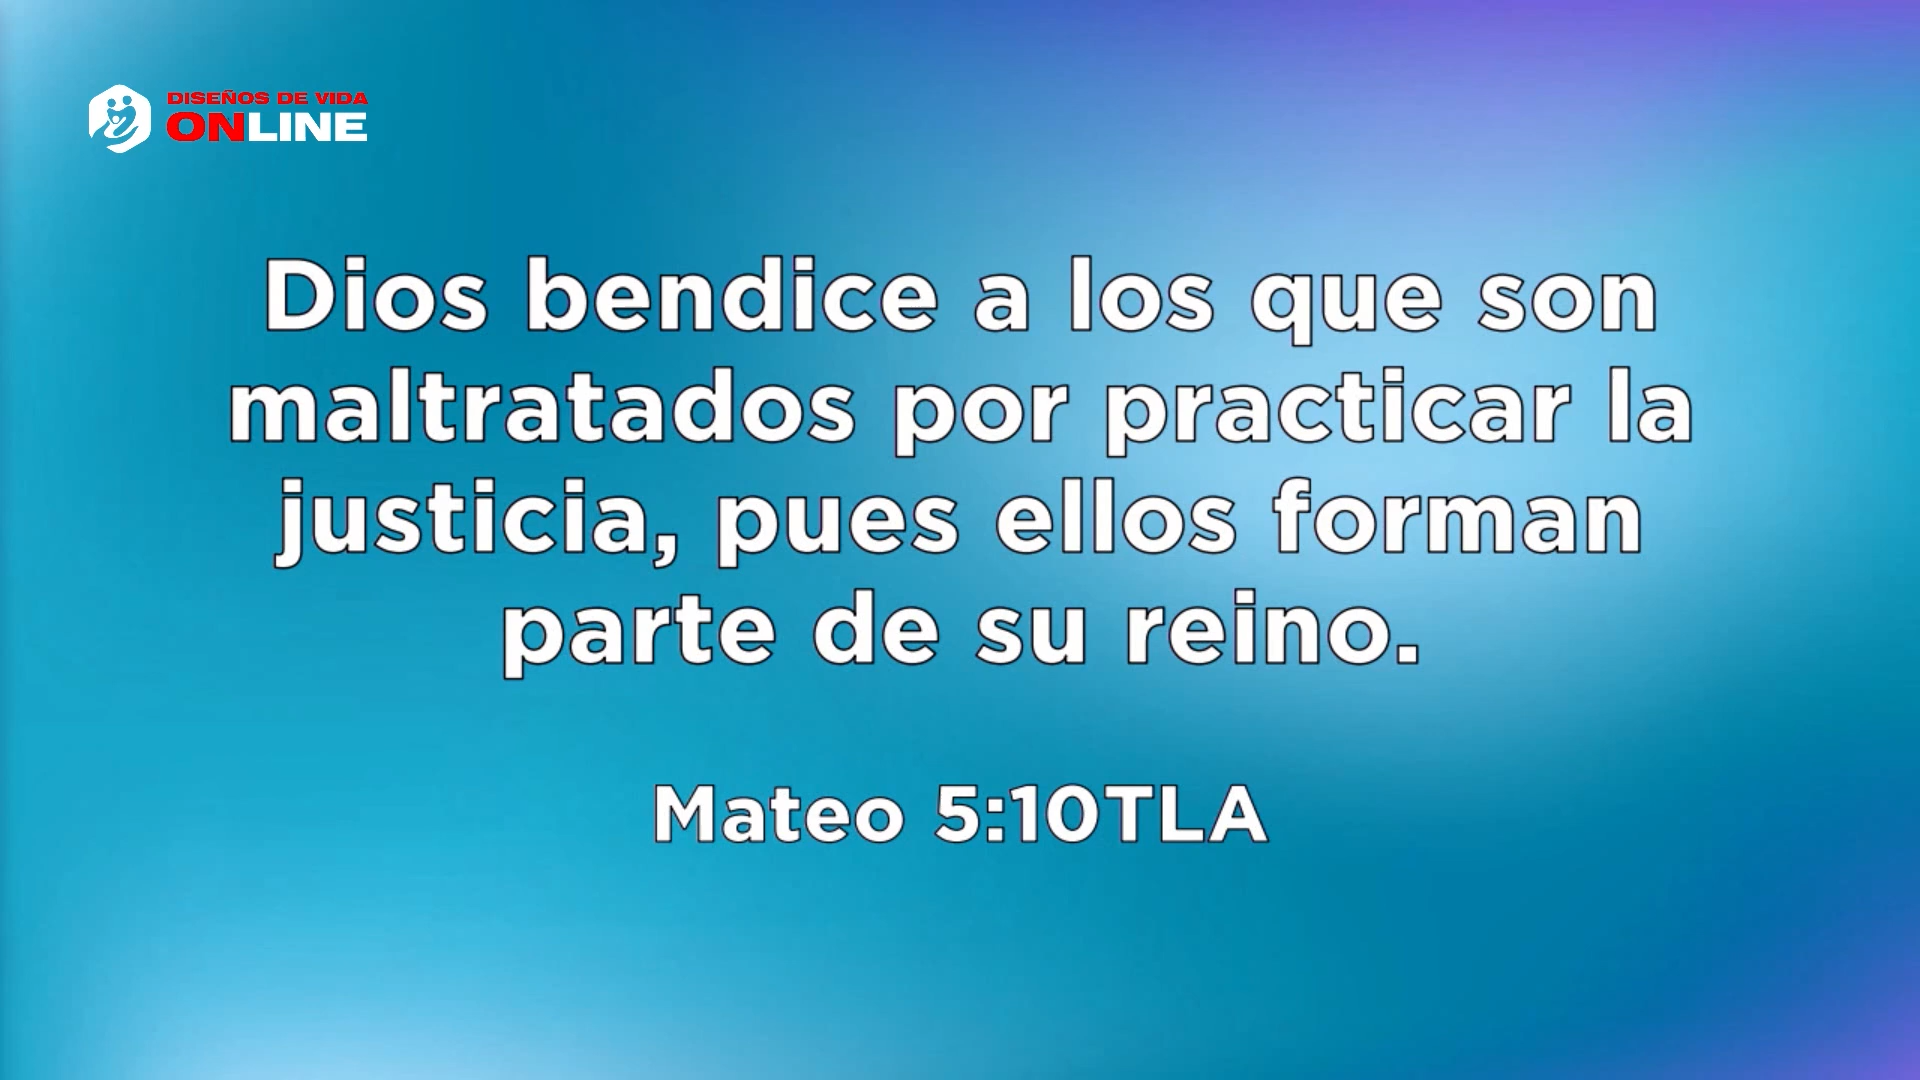 DISEÑOS DE VIDA
ONLINE
Dios bendice a los que son
maltratados por practicar la
justicia, pues ellos forman
parte de su reino.
Mateo 5:10TLA